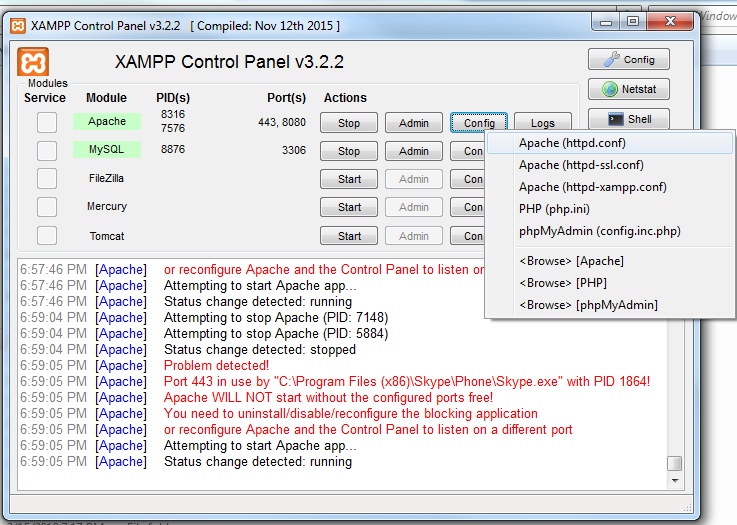 XAMPP Control Panel v3.2.2 [ Compiled: Nov 12th 2015 ]
Windows
XAMPP Control Panel v3.2.2
Config
Netstat
Shell
Modules
Service Module PID(s) Port(s) Actions
Apache 8316 7576 443, 8080 Stop Admin Config Logs
MySQL 8876 3306 Stop Admin
FileZilla Start Admin
Mercury Start Admin
Tomcat Start Admin
Apache (httpd.conf)
Apache (httpd-ssl.conf)
Apache (httpd-xampp.conf)
PHP (php.ini)
phpMyAdmin (config.inc.php)
<Browse> [Apache]
<Browse> [PHP]
<Browse> [phpMyAdmin]
6:57:46 PM [Apache] or reconfigure Apache and the Control Panel to listen
6:57:46 PM [Apache] Attempting to start Apache app...
6:57:46 PM [Apache] Status change detected: running
6:59:04 PM [Apache] Attempting to stop Apache (PID: 7148)
6:59:04 PM [Apache] Attempting to stop Apache (PID: 5884)
6:59:04 PM [Apache] Status change detected: stopped
6:59:05 PM [Apache] Problem detected!
6:59:05 PM [Apache] Port 443 in use by "C:\Program Files (x86)\Skype\Phone\Skype.exe" with PID 1864!
6:59:05 PM [Apache] Apache WILL NOT start without the configured ports free!
6:59:05 PM [Apache] You need to uninstall/disable/reconfigure the blocking application
6:59:05 PM [Apache] or reconfigure Apache and the Control Panel to listen on a different port
6:59:05 PM [Apache] Attempting to start Apache app...
6:59:05 PM [Apache] Status change detected: running